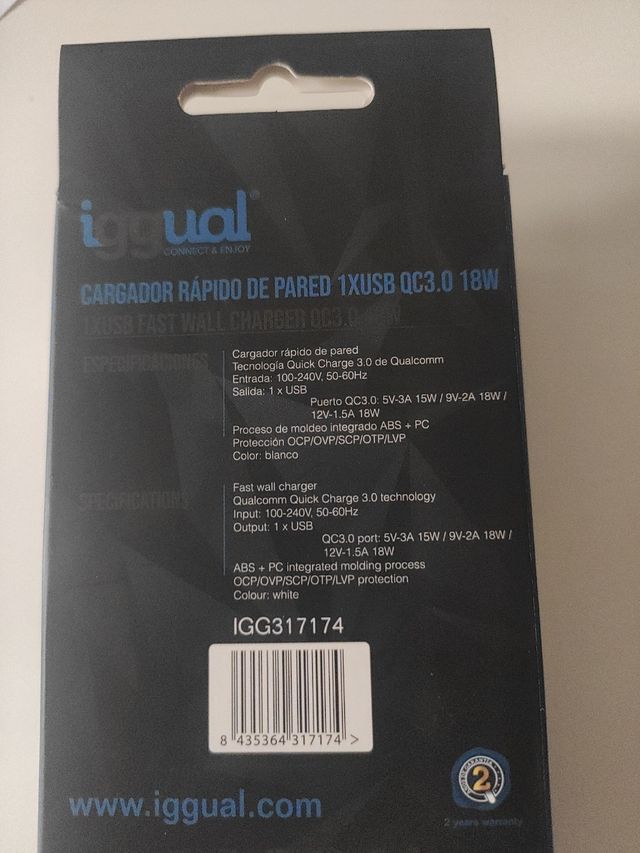 iggual®
CONNECT & ENJOY
CARGADOR RÁPIDO DE PARED 1XUSB QC3.0 18W
1XUSB FAST WALL CHARGER QC3.0 18W
ESPECIFICACIONES
Cargador rápido de pared
Tecnología Quick Charge 3.0 de Qualcomm
Entrada: 100-240V, 50-60Hz
Salida: 1 x USB
Puerto QC3.0: 5V-3A 15W / 9V-2A 18W /
12V-1.5A 18W
Proceso de moldeo integrado ABS + PC
Protección OCP/OVP/SCP/OTP/LVP
Color: blanco
SPECIFICATIONS
Fast wall charger
Qualcomm Quick Charge 3.0 technology
Input: 100-240V, 50-60Hz
Output: 1 x USB
QC3.0 port: 5V-3A 15W / 9V-2A 18W /
12V-1.5A 18W
ABS + PC integrated molding process
OCP/OVP/SCP/OTP/LVP protection
Colour: white
IGG317174
8 435364 317174 >
www.iggual.com
AÑOS DE GARANTÍA
2
2 years warranty